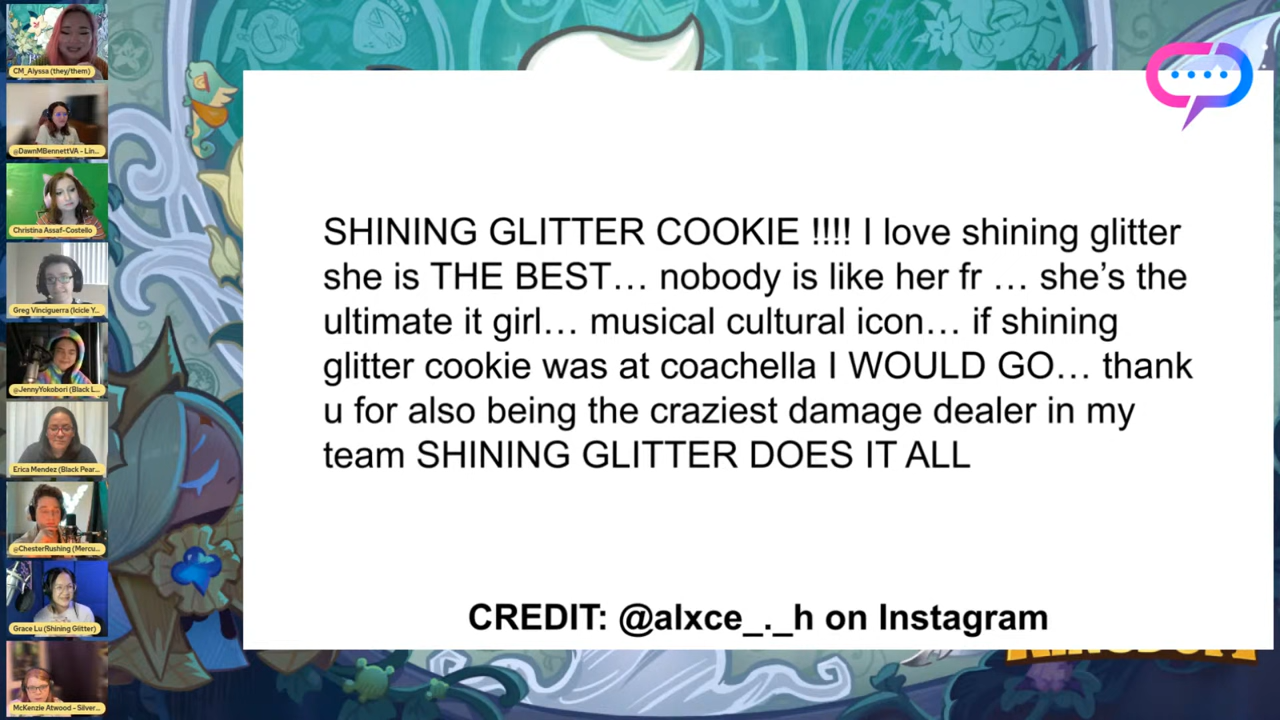 CM_Alyssa (they/them)
@DawnMBennettVA - Lin...
Christina Assaf-Costello
Greg Vinciguerra (Icicle Y...
@JennyYokobori (Black L...
Erica Mendez (Black Pear...
@ChesterRushing (Mercu...
Grace Lu (Shining Glitter)
McKenzie Atwood - Silver...
SHINING GLITTER COOKIE !!!! I love shining glitter
she is THE BEST… nobody is like her fr … she’s the
ultimate it girl… musical cultural icon… if shining
glitter cookie was at coachella I WOULD GO… thank
u for also being the craziest damage dealer in my
team SHINING GLITTER DOES IT ALL
CREDIT: @alxce_._h on Instagram